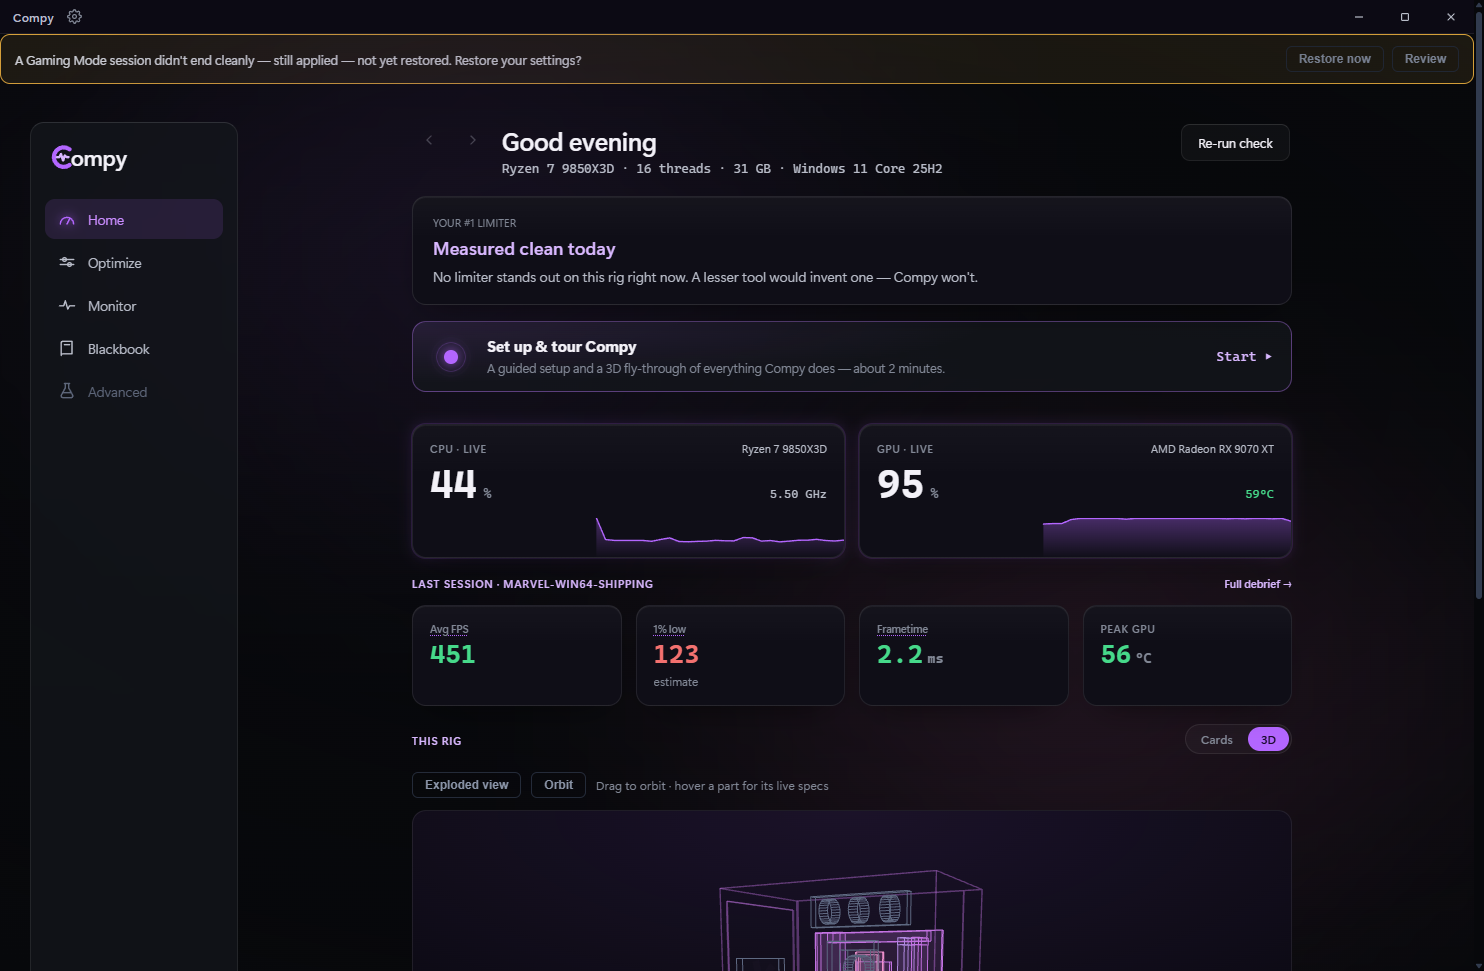 Compy
A Gaming Mode session didn't end cleanly — still applied — not yet restored. Restore your settings?
Restore now
Review
Compy
Home
Optimize
Monitor
Blackbook
Advanced
Good evening
Ryzen 7 9850X3D · 16 threads · 31 GB · Windows 11 Core 25H2
Re-run check
YOUR #1 LIMITER
Measured clean today
No limiter stands out on this rig right now. A lesser tool would invent one — Compy won't.
Set up & tour Compy
A guided setup and a 3D fly-through of everything Compy does — about 2 minutes.
Start ▸
CPU · LIVE
Ryzen 7 9850X3D
44 %
5.50 GHz
GPU · LIVE
AMD Radeon RX 9070 XT
95 %
59°C
LAST SESSION · MARVEL-WIN64-SHIPPING
Full debrief →
Avg FPS
451
1% low
123
estimate
Frametime
2.2 ms
PEAK GPU
56 °C
THIS RIG
Cards
3D
Exploded view
Orbit
Drag to orbit · hover a part for its live specs